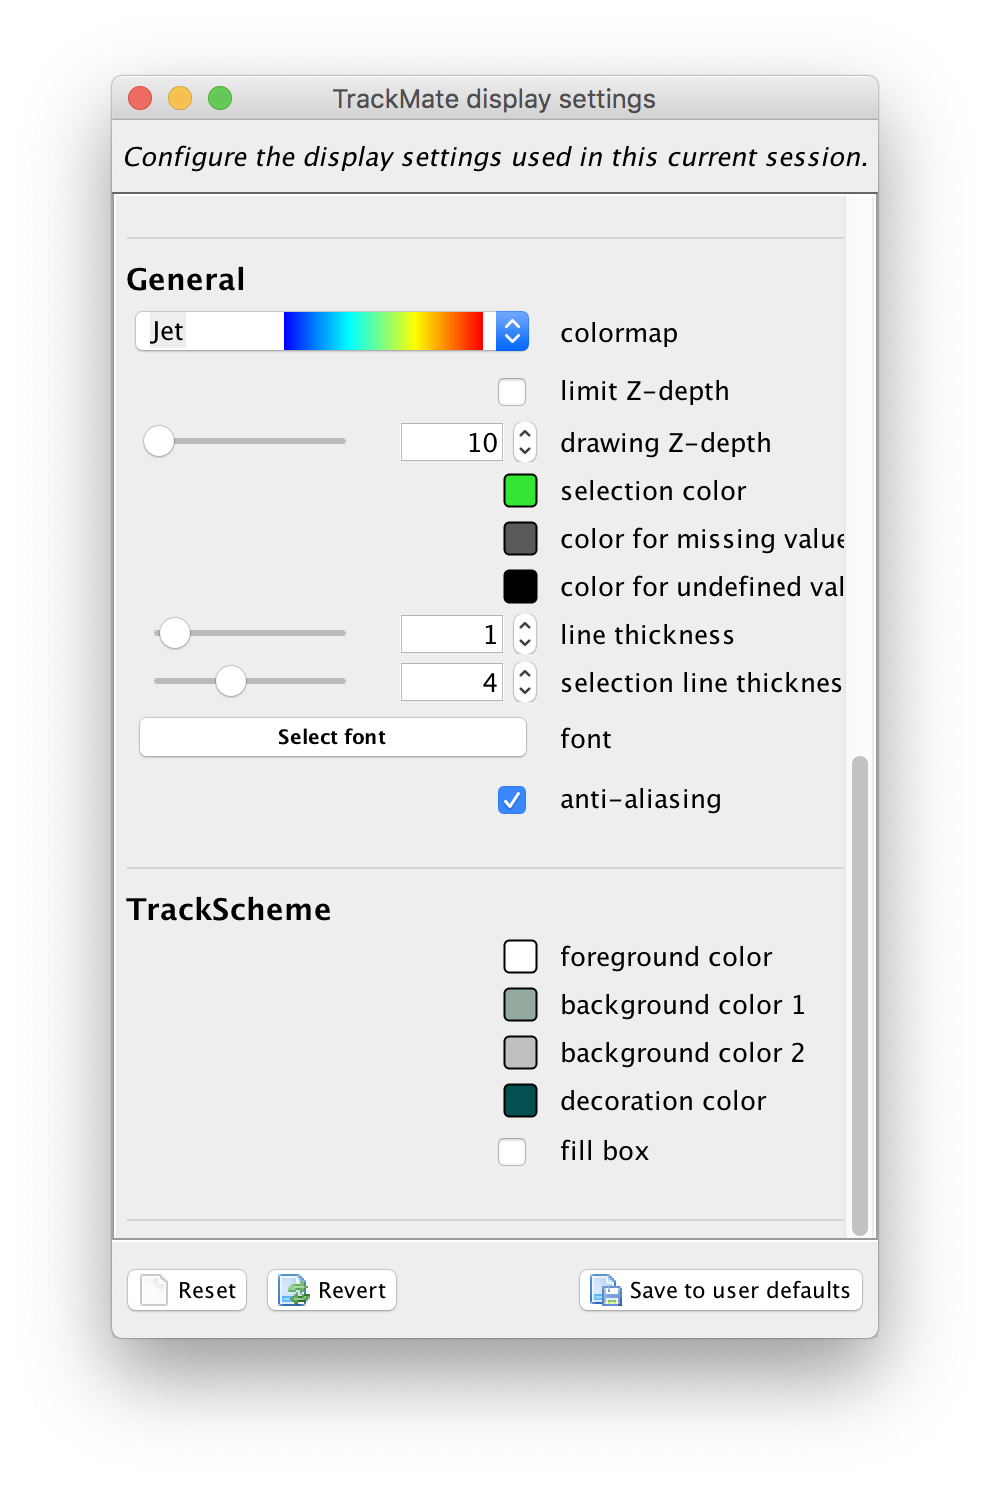 TrackMate display settings
Configure the display settings used in this current session.
General
Jet colormap
limit Z-depth
10 drawing Z-depth
selection color
color for missing value
color for undefined val
1 line thickness
4 selection line thicknes
Select font font
anti-aliasing
TrackScheme
foreground color
background color 1
background color 2
decoration color
fill box
Reset Revert Save to user defaults